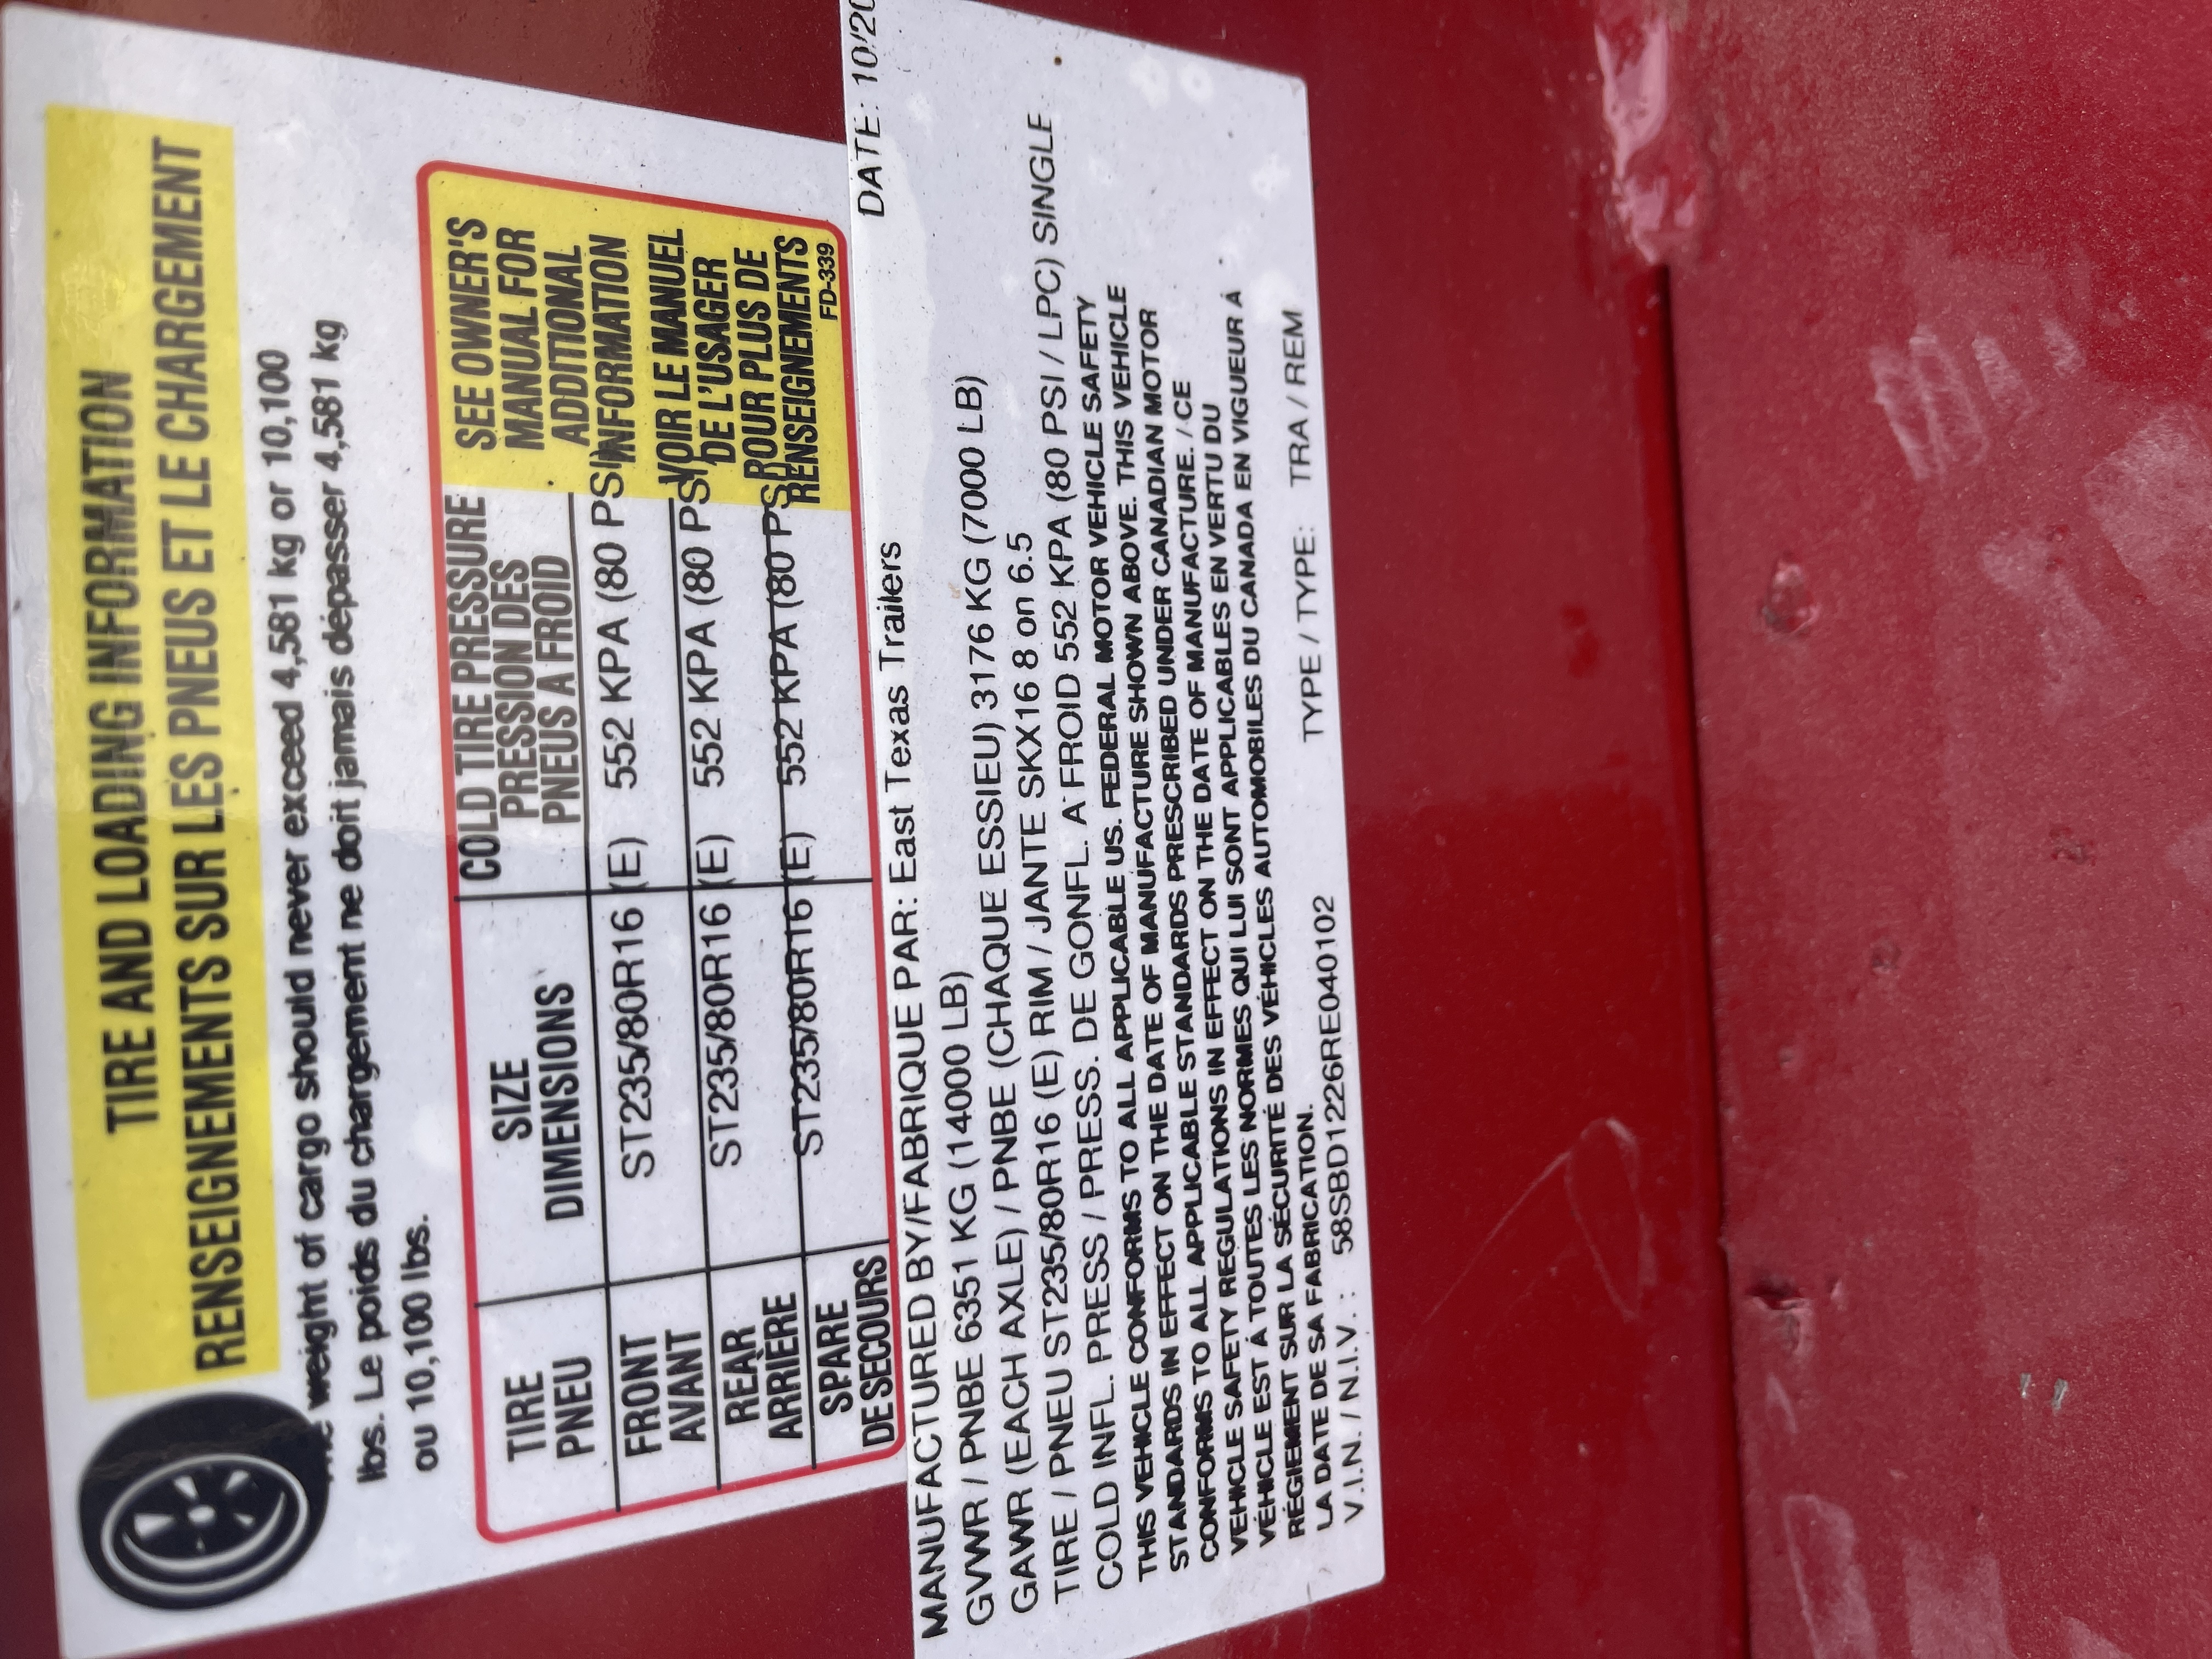 TIRE AND LOADING INFORMATION
RENSEIGNEMENTS SUR LES PNEUS ET LE CHARGEMENT
The weight of cargo should never exceed 4,581 kg or 10,100
lbs. Le poids du chargement ne doit jamais dépasser 4,581 kg
ou 10,100 lbs.
TIRE
PNEU
SIZE
DIMENSIONS
COLD TIRE PRESSURE
PRESSION DES
PNEUS A FROID
SEE OWNER'S
MANUAL FOR
ADDITIONAL
INFORMATION
VOIR LE MANUEL
DE L'USAGER
POUR PLUS DE
RENSEIGNEMENTS
FD-339
FRONT
AVANT
ST235/80R16 (E) 552 KPA (80 PSI)
REAR
ARRIÈRE
ST235/80R16 (E) 552 KPA (80 PSI)
SPARE
DE SECOURS
ST235/80R16 (E) 552 KPA (80 PSI)
MANUFACTURED BY/FABRIQUE PAR: East Texas Trailers DATE: 10/20
GVWR / PNBE 6351 KG (14000 LB)
GAWR (EACH AXLE) / PNBE (CHAQUE ESSIEU) 3176 KG (7000 LB)
TIRE / PNEU ST235/80R16 (E) RIM / JANTE SKX16 8 on 6.5
COLD INFL. PRESS / PRESS. DE GONFL. A FROID 552 KPA (80 PSI / LPC) SINGLE
THIS VEHICLE CONFORMS TO ALL APPLICABLE US. FEDERAL MOTOR VEHICLE SAFETY
STANDARDS IN EFFECT ON THE DATE OF MANUFACTURE SHOWN ABOVE. THIS VEHICLE
CONFORMS TO ALL APPLICABLE STANDARDS PRESCRIBED UNDER CANADIAN MOTOR
VEHICLE SAFETY REGULATIONS IN EFFECT ON THE DATE OF MANUFACTURE. / CE
VÉHICLE EST À TOUTES LES NORMES QUI LUI SONT APPLICABLES EN VERTU DU
RÉGIEMENT SUR LA SÉCURITÉ DES VÉHICLES AUTOMOBILES DU CANADA EN VIGUEUR À
LA DATE DE SA FABRICATION.
V.I.N. / N.I.V. : 58SBD1226RE040102 TYPE / TYPE: TRA / REM